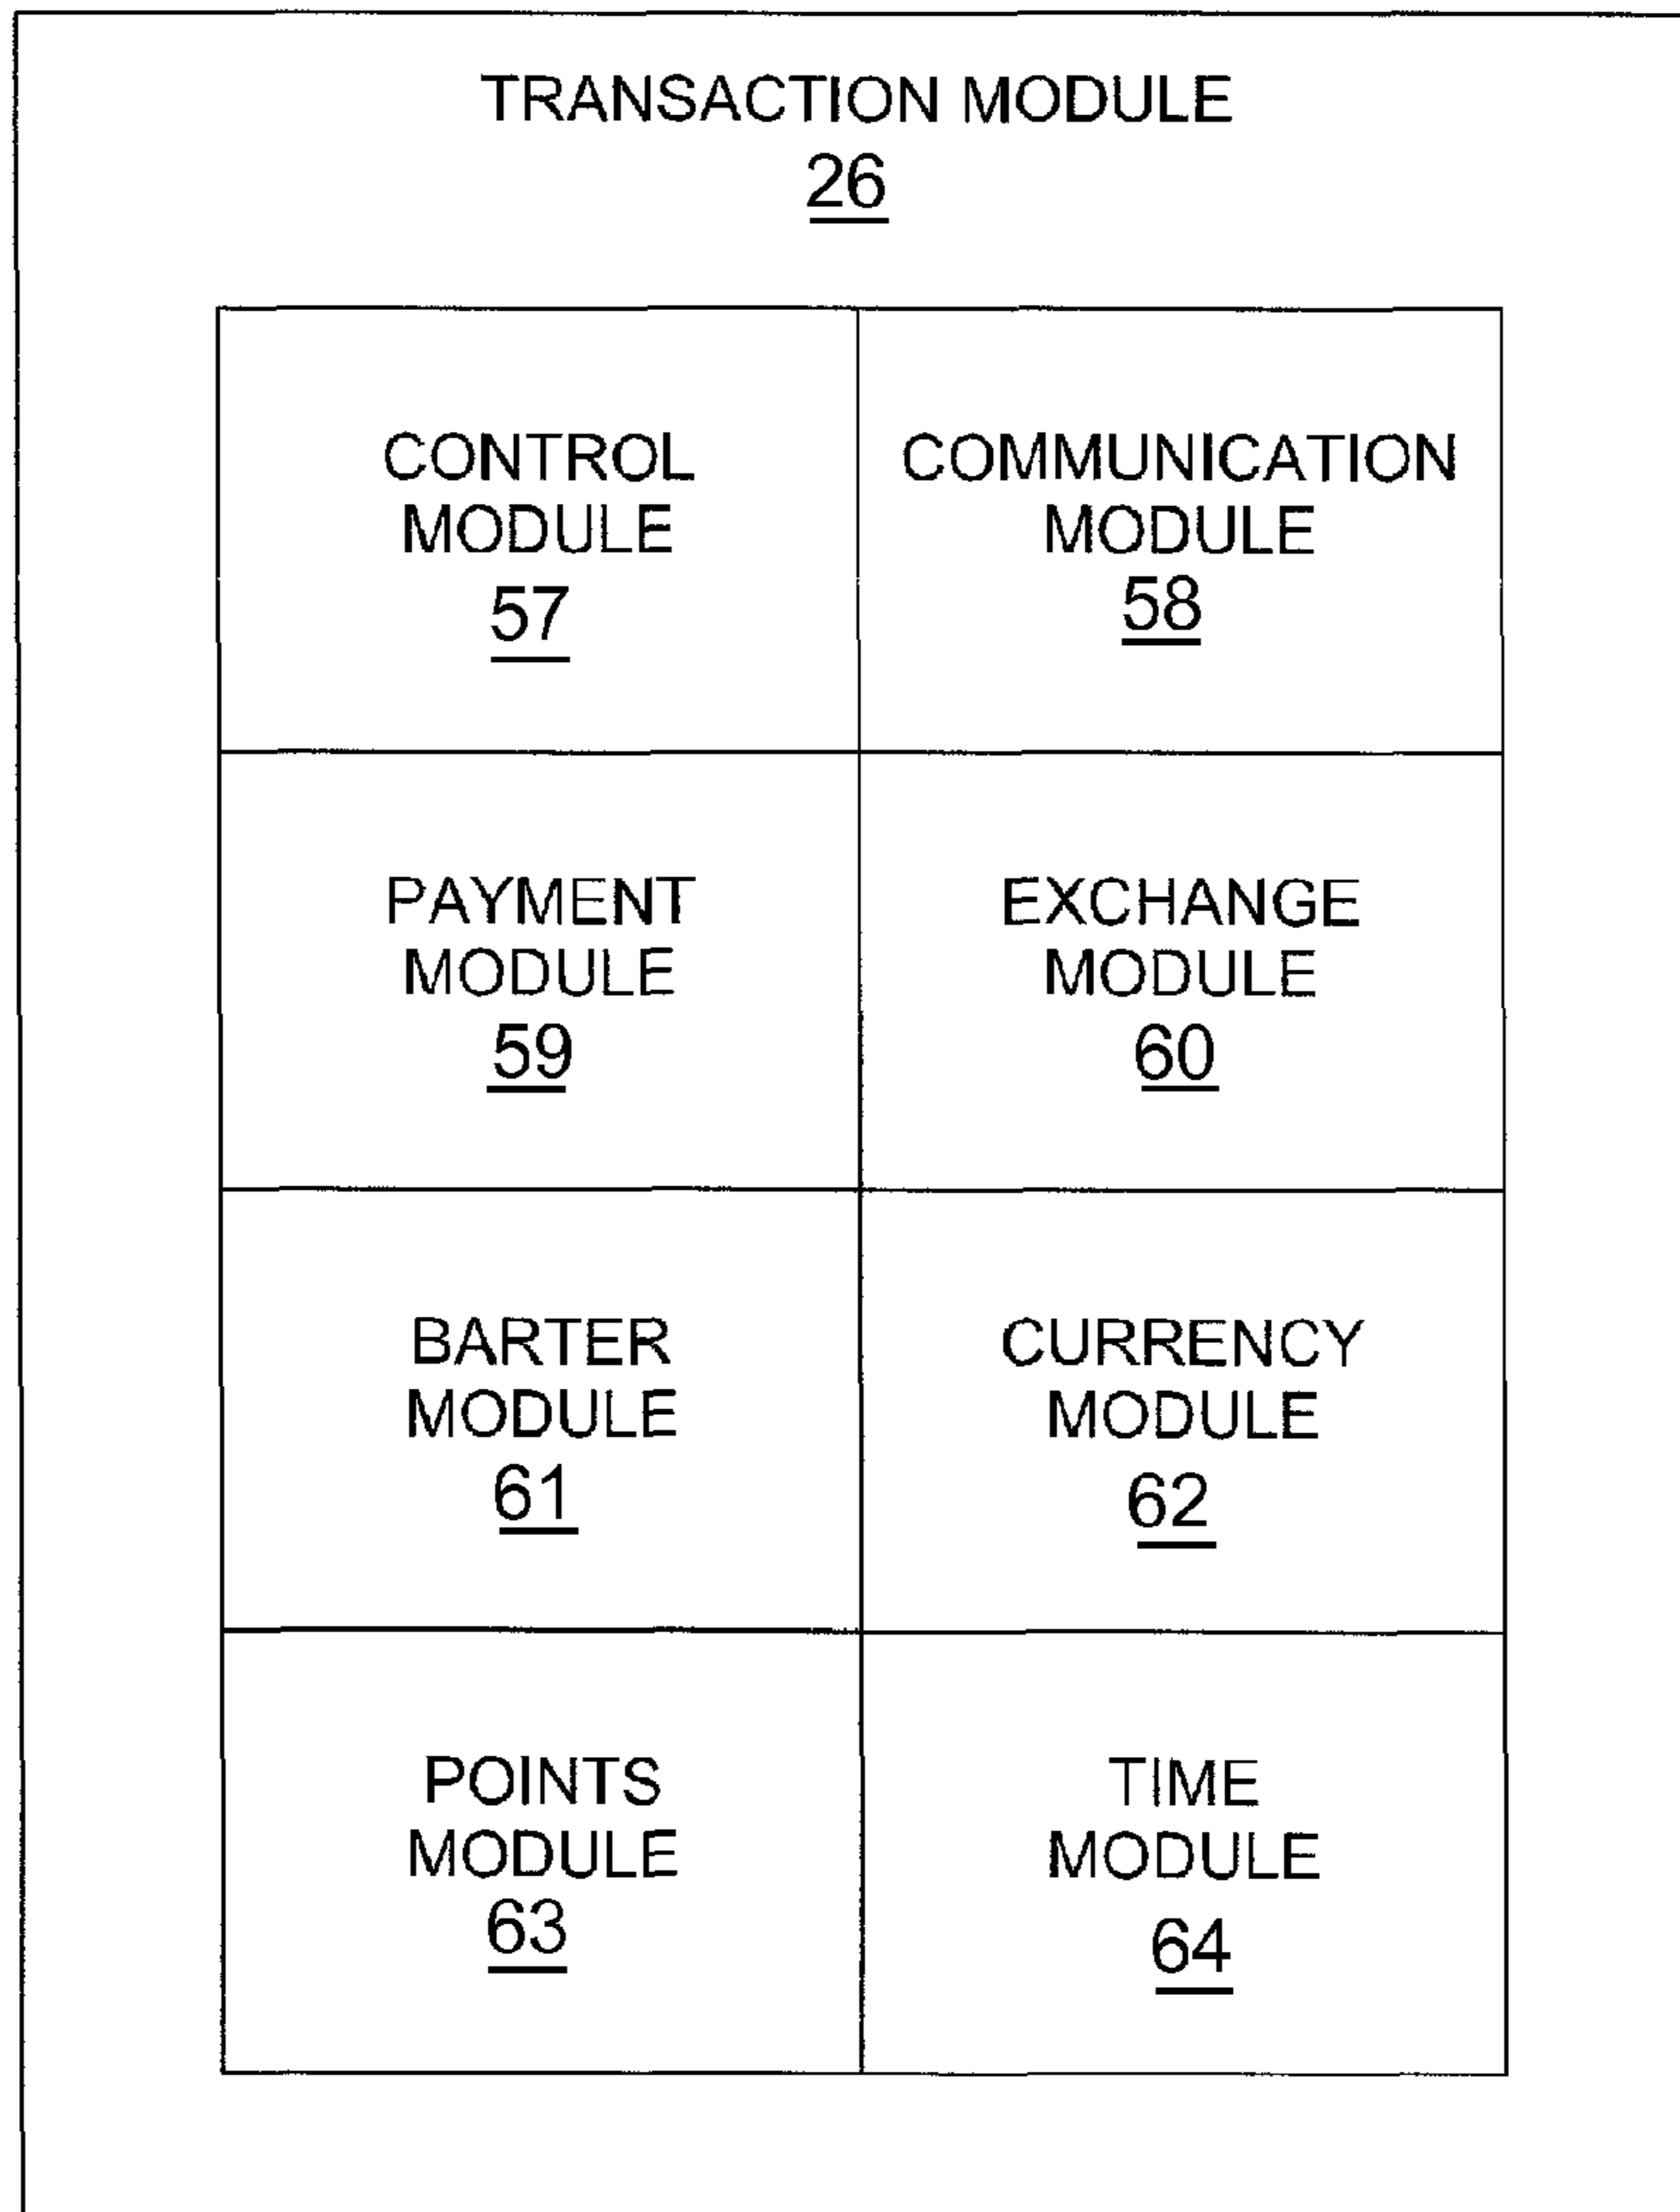 TRANSACTION MODULE
26
CONTROL
MODULE
57
COMMUNICATION
MODULE
58
PAYMENT
MODULE
59
EXCHANGE
MODULE
60
BARTER
MODULE
61
CURRENCY
MODULE
62
POINTS
MODULE
63
TIME
MODULE
64